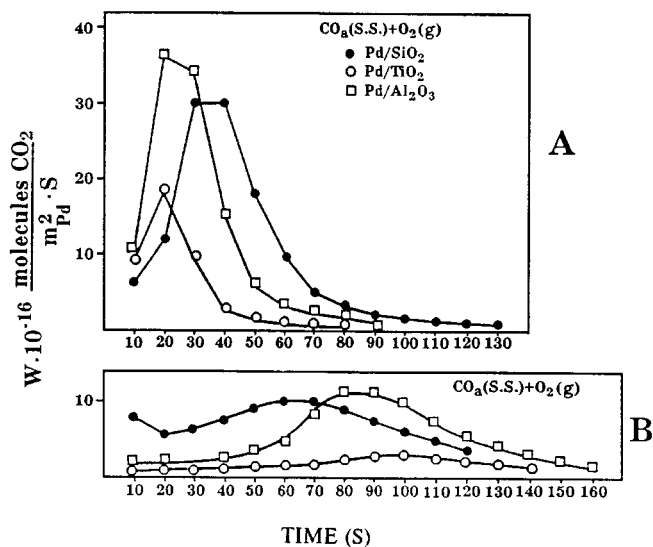 CO_a(S.S.)+O_2(g)
● Pd/SiO_2
○ Pd/TiO_2
□ Pd/Al_2O_3
A
40
30
20
10
W.10^-16 molecules CO_2
m^2_Pd · S
10 20 30 40 50 60 70 80 90 100 110 120 130
CO_a(S.S.)+O_2(g)
B
10
10 20 30 40 50 60 70 80 90 100 110 120 130 140 150 160
TIME (S)